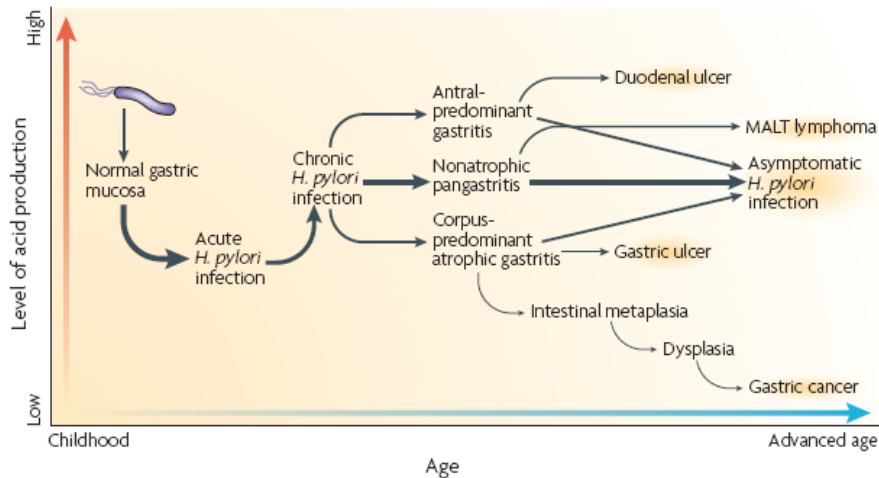 High
Level of acid production
Low
Normal gastric
mucosa
Acute
H. pylori
infection
Chronic
H. pylori
infection
Antral-
predominant
gastritis
Nonatrophic
pangastritis
Corpus-
predominant
atrophic gastritis
Duodenal ulcer
MALT lymphoma
Asymptomatic
H. pylori
infection
Gastric ulcer
Intestinal metaplasia
Dysplasia
Gastric cancer
Childhood
Advanced age
Age